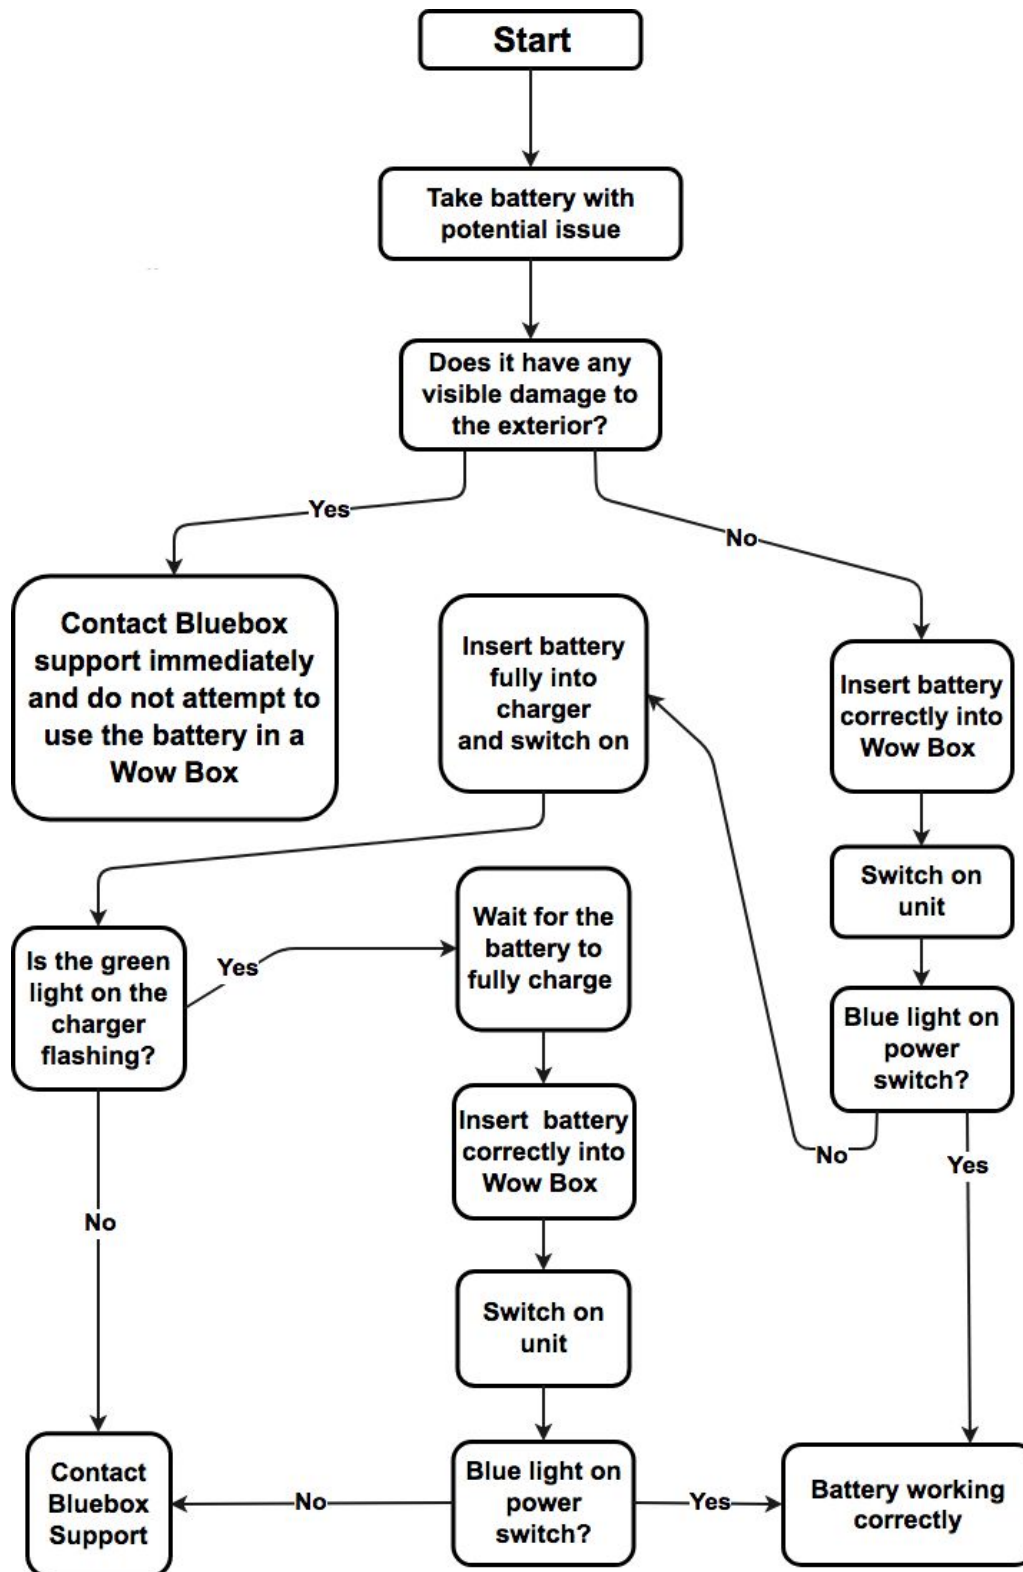 Start
Take battery with
potential issue
Does it have any
visible damage to
the exterior?
Yes
No
Contact Bluebox
support immediately
and do not attempt to
use the battery in a
Wow Box
Insert battery
fully into
charger
and switch on
Insert battery
correctly into
Wow Box
Switch on
unit
Blue light on
power
switch?
No
Yes
Is the green
light on the
charger
flashing?
Yes
No
Wait for the
battery to
fully charge
Insert battery
correctly into
Wow Box
Switch on
unit
Blue light on
power
switch?
No
Yes
Contact
Bluebox
Support
Battery working
correctly